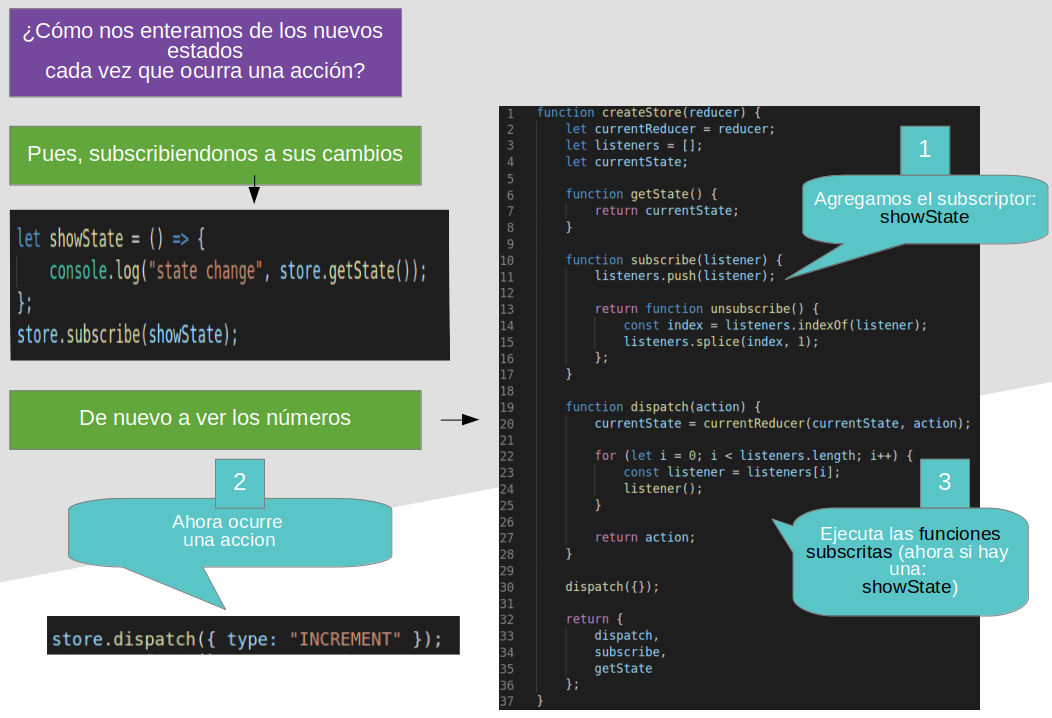 ¿Cómo nos enteramos de los nuevos
estados
cada vez que ocurra una acción?
Pues, subscribiendonos a sus cambios
let showState = () => {
    console.log("state change", store.getState());
};
store.subscribe(showState);
De nuevo a ver los números
2
Ahora ocurre
una accion
store.dispatch({ type: "INCREMENT" });
1 function createStore(reducer) {
2     let currentReducer = reducer;
3     let listeners = [];
4     let currentState;
5
6     function getState() {
7         return currentState;
8     }
9
10     function subscribe(listener) {
11         listeners.push(listener);
12
13         return function unsubscribe() {
14             const index = listeners.indexOf(listener);
15             listeners.splice(index, 1);
16         };
17     }
18
19     function dispatch(action) {
20         currentState = currentReducer(currentState, action);
21
22         for (let i = 0; i < listeners.length; i++) {
23             const listener = listeners[i];
24             listener();
25         }
26
27         return action;
28     }
29
30     dispatch({});
31
32     return {
33         dispatch,
34         subscribe,
35         getState
36     };
37 }
1
Agregamos el subscriptor:
showState
3
Ejecuta las funciones
subscritas (ahora si hay
una:
showState)